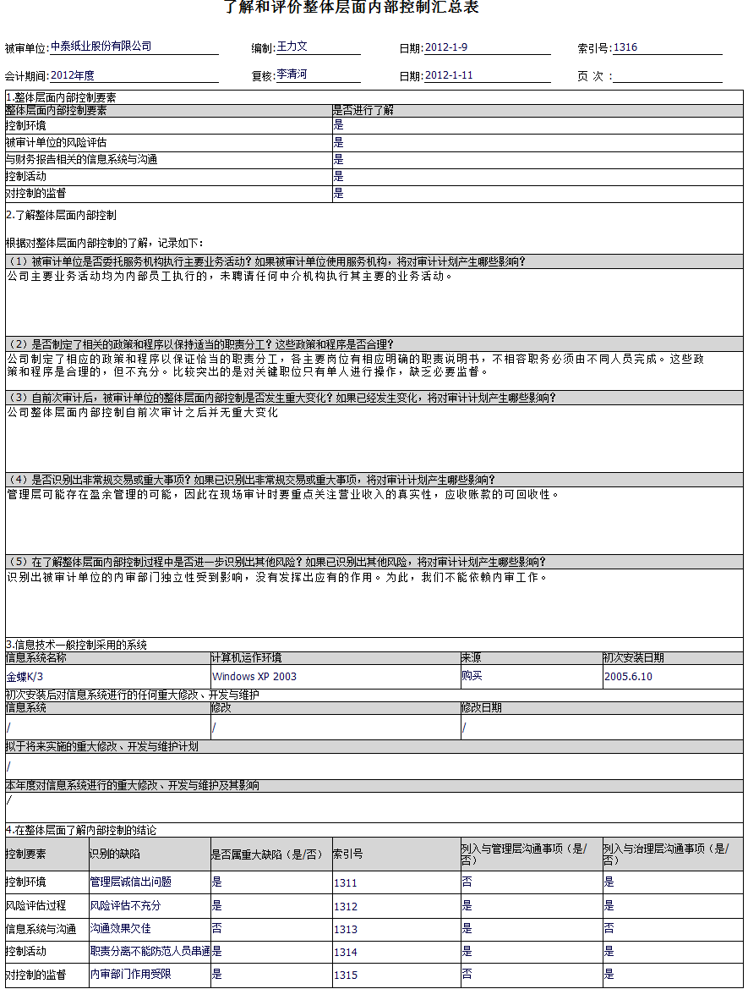 了解和评价整体层面内部控制汇总表
被审单位:中泰纸业股份有限公司 编制:王力文 日期:2012-1-9 索引号:1316
会计期间:2012年度 复核:李清河 日期:2012-1-11 页 次 :
1.整体层面内部控制要素
整体层面内部控制要素 是否进行了解
控制环境 是
被审计单位的风险评估 是
与财务报告相关的信息系统与沟通 是
控制活动 是
对控制的监督 是
2.了解整体层面内部控制
根据对整体层面内部控制的了解，记录如下：
（1）被审计单位是否委托服务机构执行主要业务活动？如果被审计单位使用服务机构，将对审计计划产生哪些影响？
公司主要业务活动均为内部员工执行的，未聘请任何中介机构执行其主要的业务活动。
（2）是否制定了相关的政策和程序以保持适当的职责分工？这些政策和程序是否合理？
公司制定了相应的政策和程序以保证恰当的职责分工，各主要岗位有相应明确的职责说明书，不相容职务必须由不同人员完成。这些政
策和程序是合理的，但不充分。比较突出的是对关键职位只有单人进行操作，缺乏必要监督。
（3）自前次审计后，被审计单位的整体层面内部控制是否发生重大变化？如果已经发生变化，将对审计计划产生哪些影响？
公司整体层面内部控制自前次审计之后并无重大变化
（4）是否识别出非常规交易或重大事项？如果已识别出非常规交易或重大事项，将对审计计划产生哪些影响？
管理层可能存在盈余管理的可能，因此在现场审计时要重点关注营业收入的真实性，应收账款的可回收性。
（5）在了解整体层面内部控制过程中是否进一步识别出其他风险？如果已识别出其他风险，将对审计计划产生哪些影响？
识别出被审计单位的内审部门独立性受到影响，没有发挥出应有的作用。为此，我们不能依赖内审工作。
3.信息技术一般控制采用的系统
信息系统名称 计算机运作环境 来源 初次安装日期
金蝶K/3 Windows XP 2003 购买 2005.6.10
初次安装后对信息系统进行的任何重大修改、开发与维护
信息系统 修改 修改日期
/ / /
拟于将来实施的重大修改、开发与维护计划
/
本年度对信息系统进行的重大修改、开发与维护及其影响
/
4.在整体层面了解内部控制的结论
控制要素 识别的缺陷 是否属重大缺陷（是/否） 索引号 列入与管理层沟通事项（是/否） 列入与治理层沟通事项（是/否）
控制环境 管理层诚信出问题 是 1311 否 是
风险评估过程 风险评估不充分 是 1312 是 是
信息系统与沟通 沟通效果欠佳 否 1313 是 否
控制活动 职责分离不能防范人员串通 是 1314 是 是
对控制的监督 内审部门作用受限 是 1315 否 是